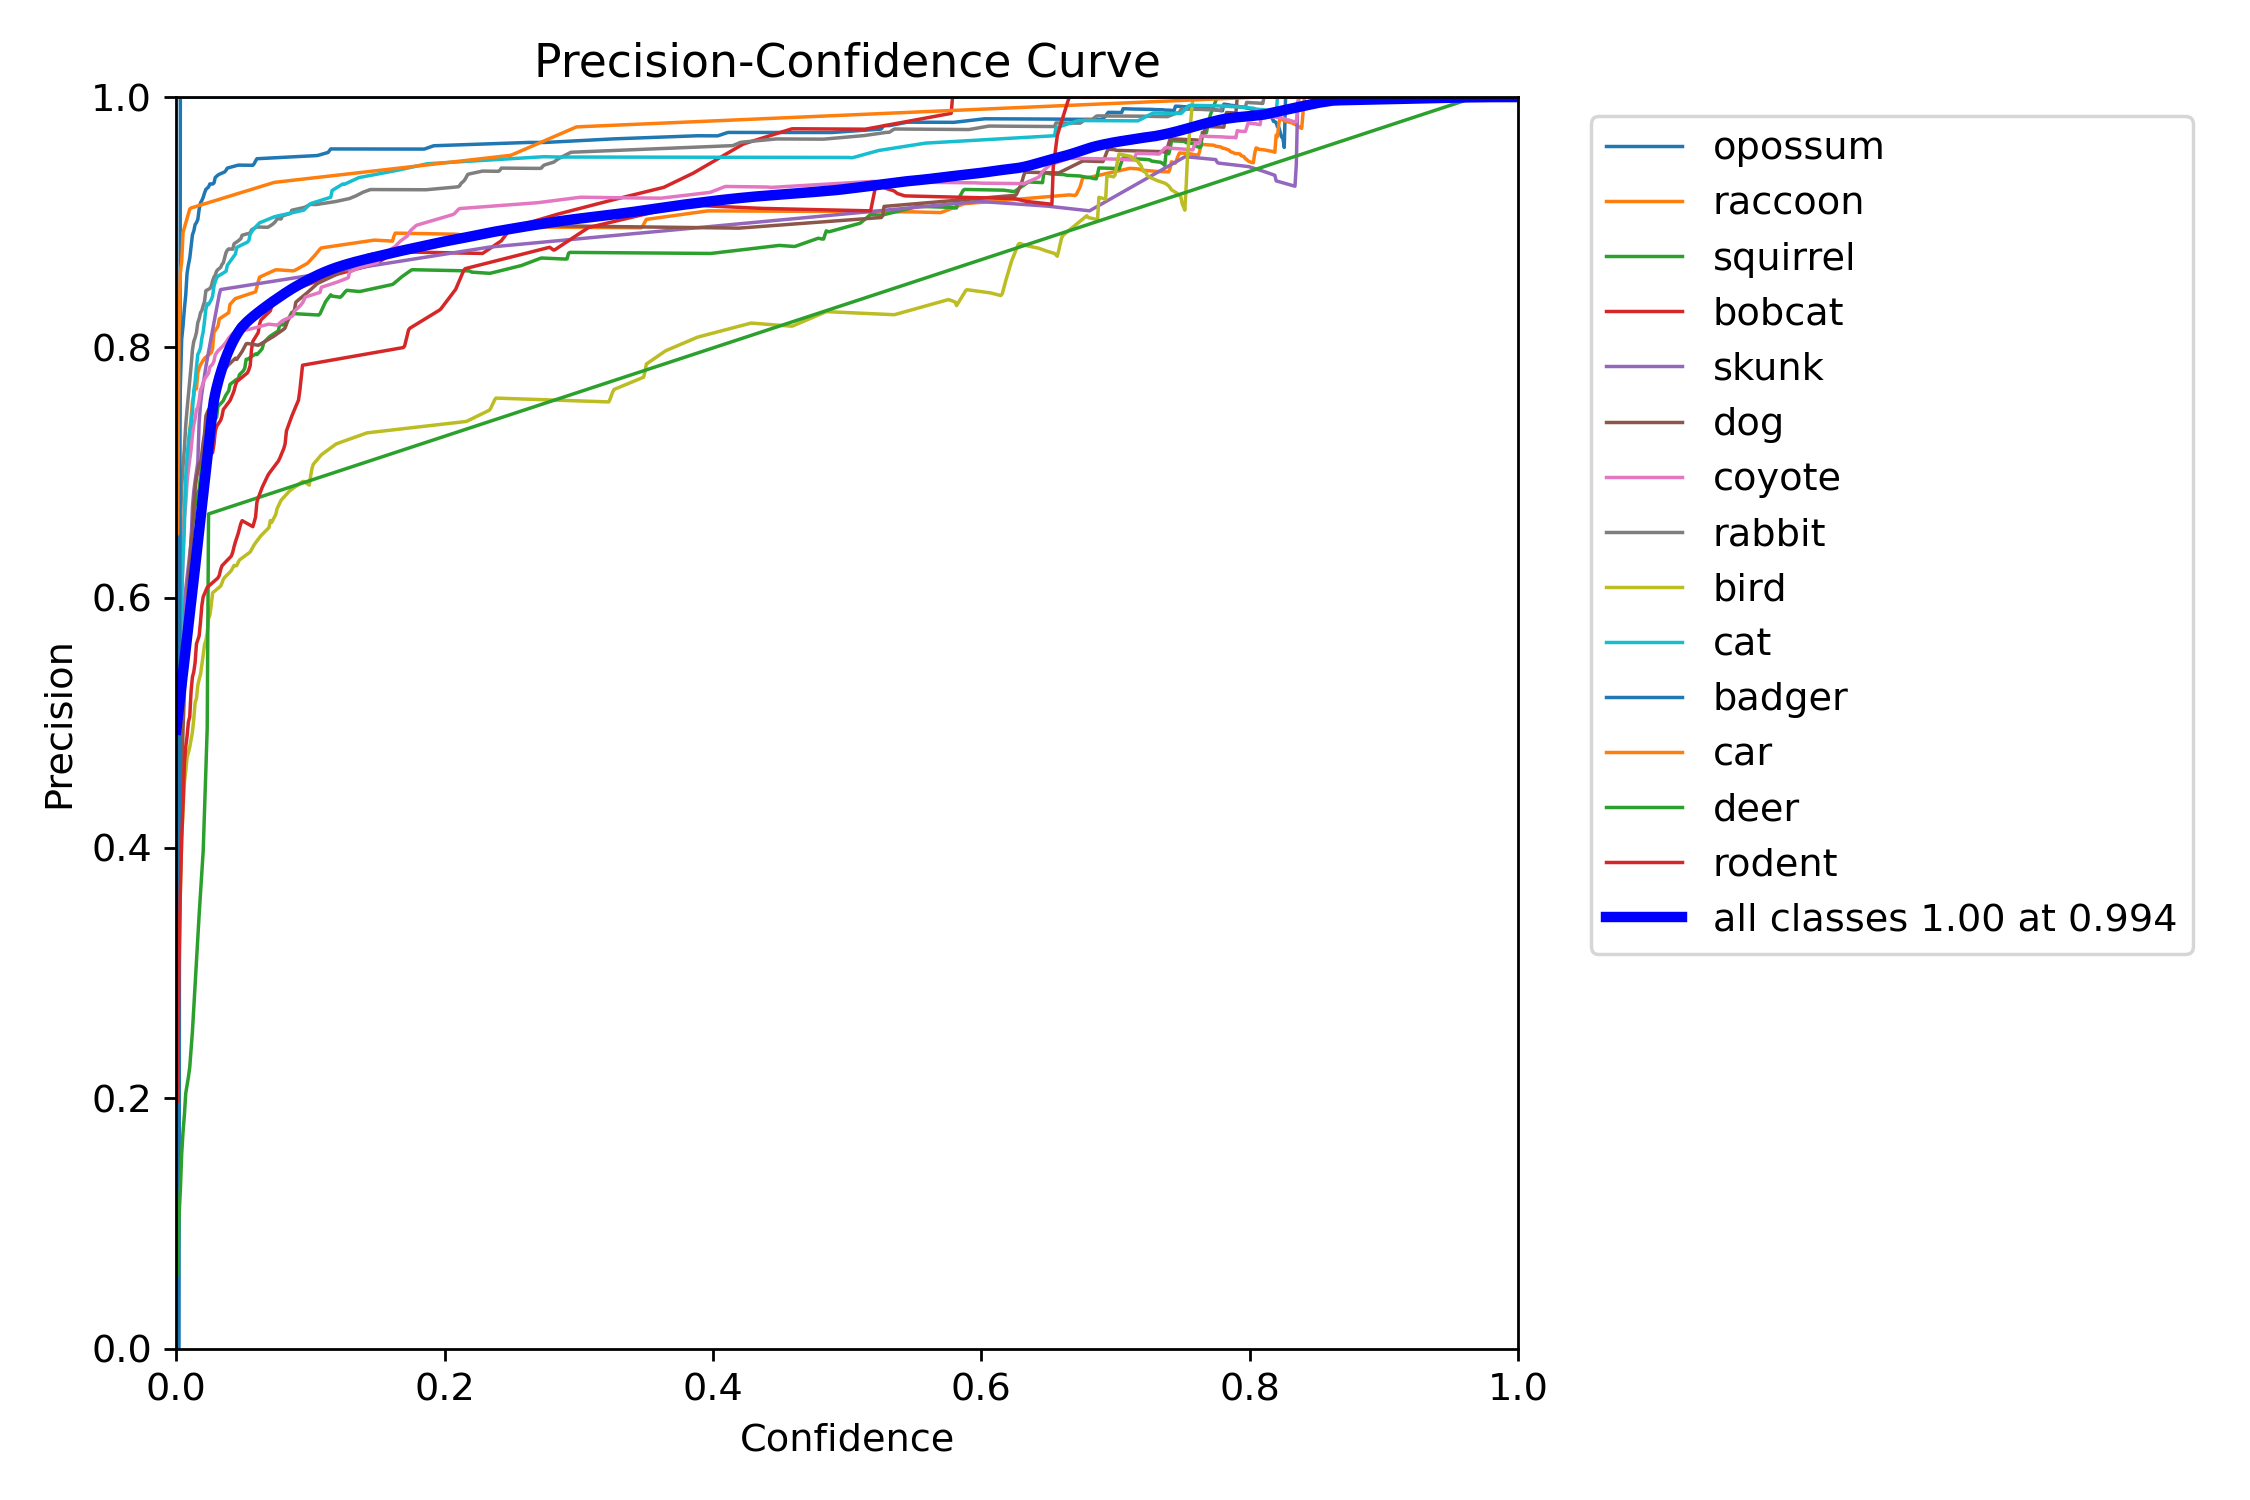 Precision-Confidence Curve
1.0
0.8
0.6
0.4
0.2
0.0
Precision
0.0 0.2 0.4 0.6 0.8 1.0
Confidence
opossum
raccoon
squirrel
bobcat
skunk
dog
coyote
rabbit
bird
cat
badger
car
deer
rodent
all classes 1.00 at 0.994